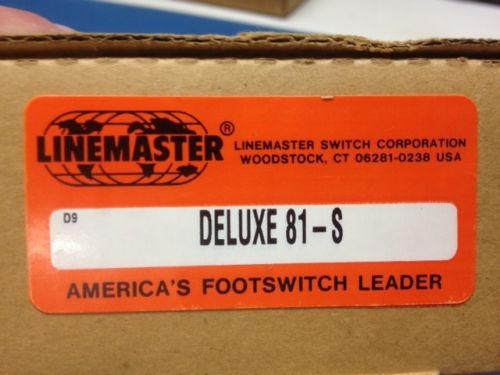 LINEMASTER®
LINEMASTER SWITCH CORPORATION
WOODSTOCK, CT 06281-0238 USA
D9
DELUXE 81-S
AMERICA'S FOOTSWITCH LEADER